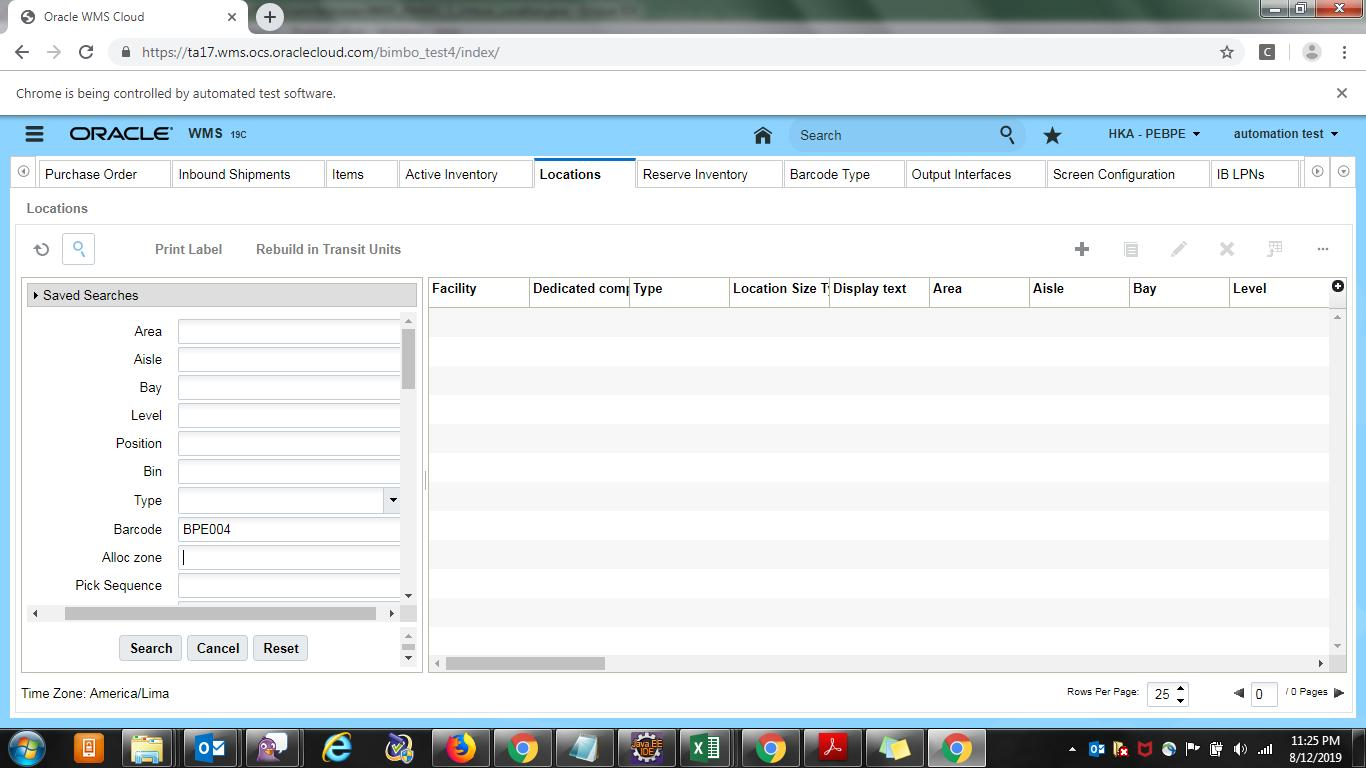 Oracle WMS Cloud
https://ta17.wms.ocs.oraclecloud.com/bimbo_test4/index/
C
Chrome is being controlled by automated test software.
ORACLE WMS 19C
Search
HKA - PEBPE
automation test
Purchase Order
Inbound Shipments
Items
Active Inventory
Locations
Reserve Inventory
Barcode Type
Output Interfaces
Screen Configuration
IB LPNs
Locations
Print Label
Rebuild in Transit Units
Saved Searches
Facility
Dedicated comp
Type
Location Size Ty
Display text
Area
Aisle
Bay
Level
Area
Aisle
Bay
Level
Position
Bin
Type
Barcode BPE004
Alloc zone
Pick Sequence
Search
Cancel
Reset
Time Zone: America/Lima
Rows Per Page: 25
0 / 0 Pages
Java EE
IDE
11:25 PM
8/12/2019